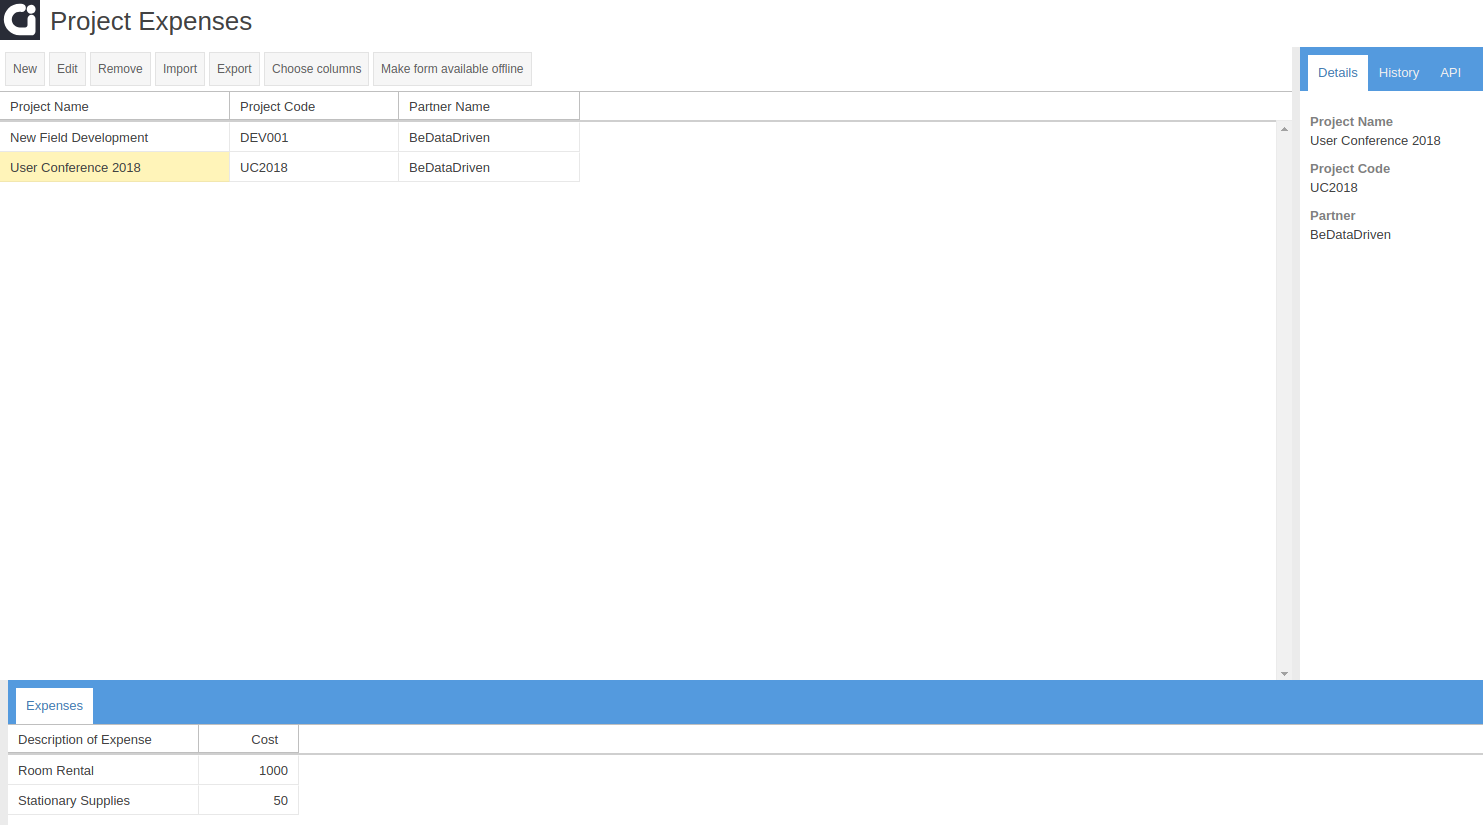 Project Expenses
New Edit Remove Import Export Choose columns Make form available offline
Project Name Project Code Partner Name
New Field Development DEV001 BeDataDriven
User Conference 2018 UC2018 BeDataDriven
Details History API
Project Name
User Conference 2018
Project Code
UC2018
Partner
BeDataDriven
Expenses
Description of Expense Cost
Room Rental 1000
Stationary Supplies 50